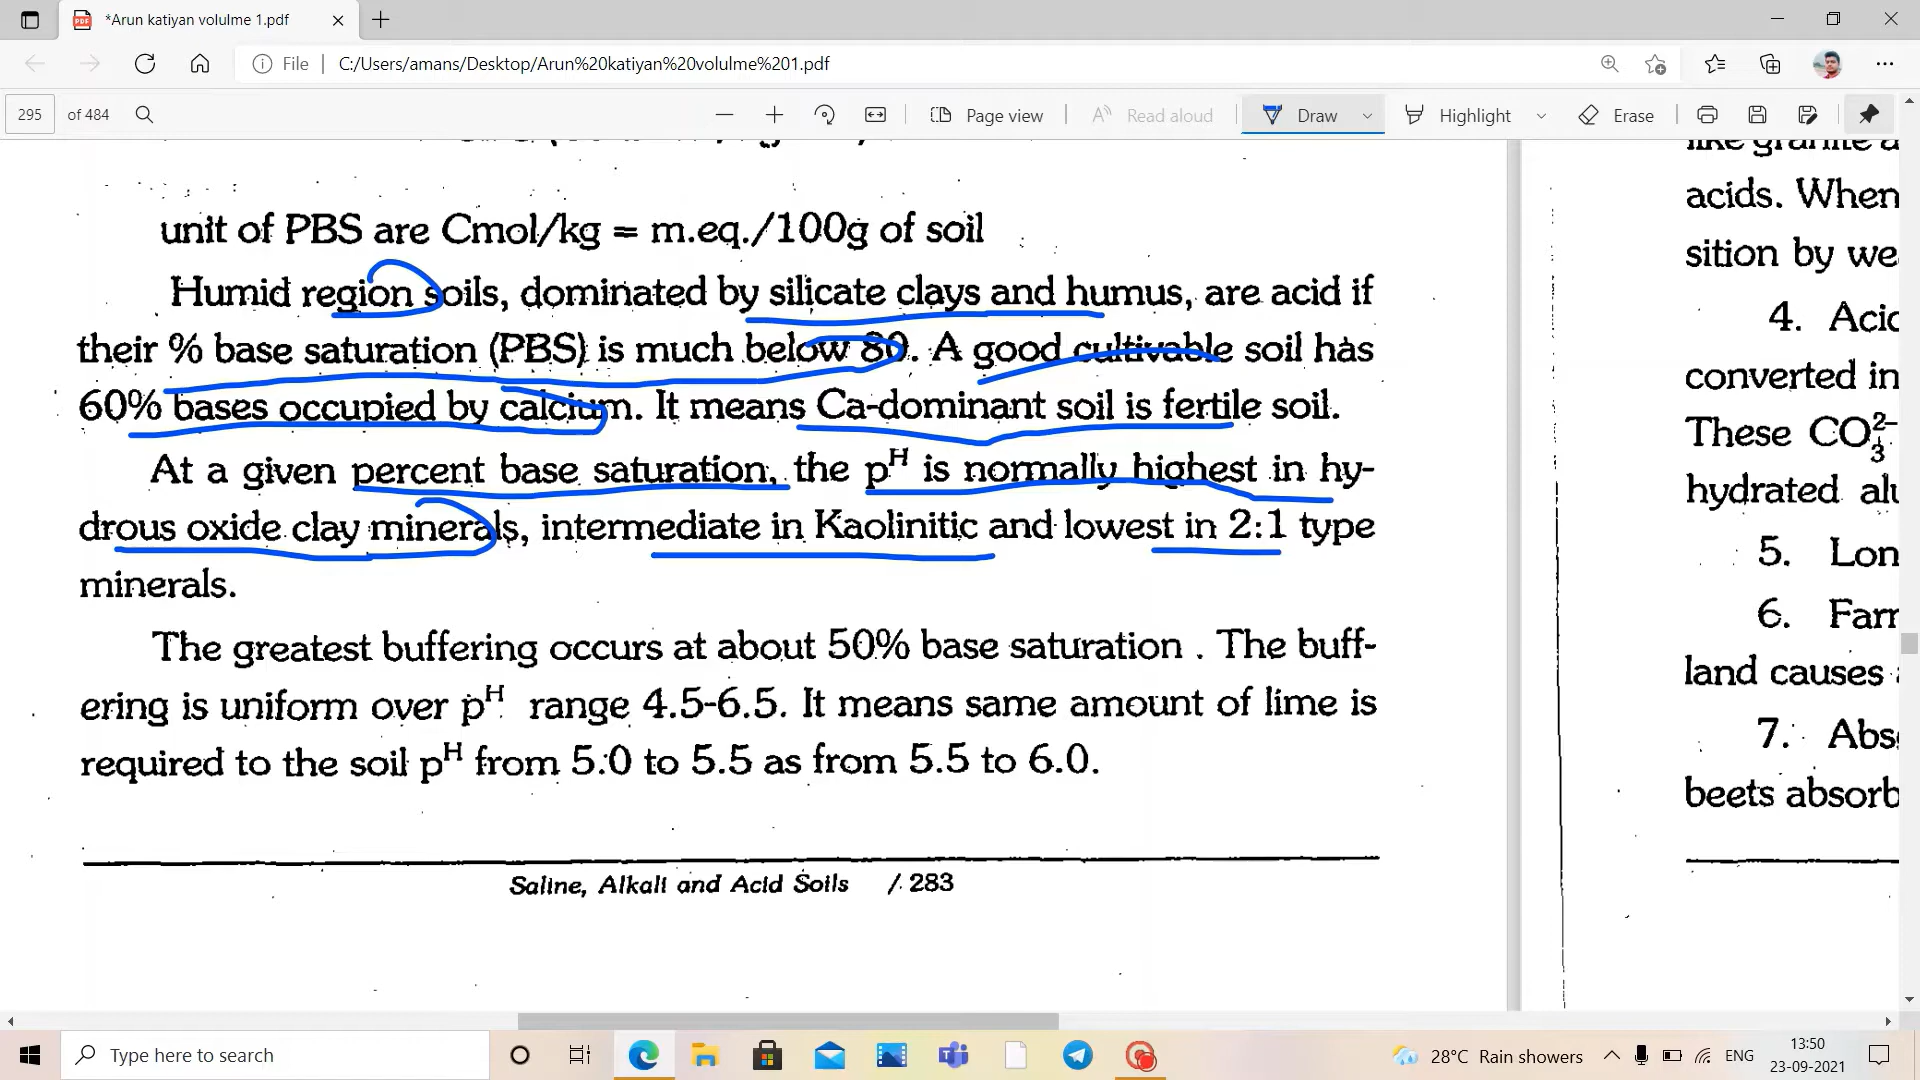 *Arun katiyan volulme 1.pdf
File | C:/Users/amans/Desktop/Arun%20katiyan%20volulme%201.pdf
295 of 484
Page view
Read aloud
Draw
Highlight
Erase
unit of PBS are Cmol/kg = m.eq./100g of soil
Humid region soils, dominated by silicate clays and humus, are acid if
their % base saturation (PBS) is much below 80. A good cultivable soil has
60% bases occupied by calcium. It means Ca-dominant soil is fertile soil.
At a given percent base saturation, the pH is normally highest in hy-
drous oxide clay minerals, intermediate in Kaolinitic and lowest in 2:1 type
minerals.
The greatest buffering occurs at about 50% base saturation . The buff-
ering is uniform over pH range 4.5-6.5. It means same amount of lime is
required to the soil pH from 5.0 to 5.5 as from 5.5 to 6.0.
Saline, Alkali and Acid Soils / 283
like granite a
acids. When
sition by we
4. Acid
converted in
These CO3 2-
hydrated alu
5. Lon
6. Farm
land causes
7. Abs
beets absorb
Type here to search
28°C Rain showers
ENG
13:50
23-09-2021